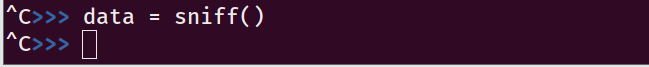 ^C>>> data = sniff()
^C>>>